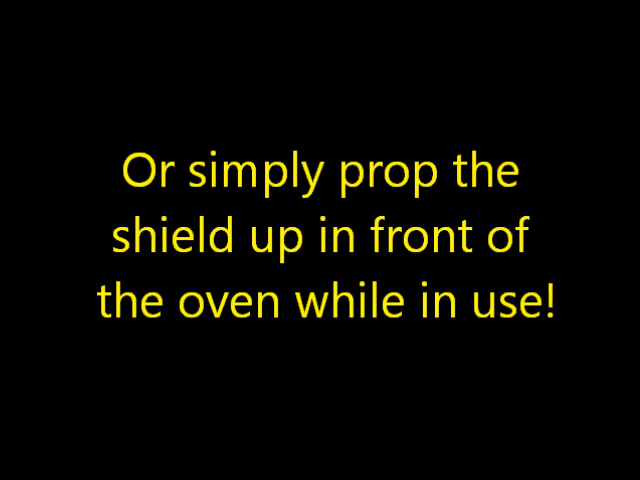 Or simply prop the
shield up in front of
the oven while in use!